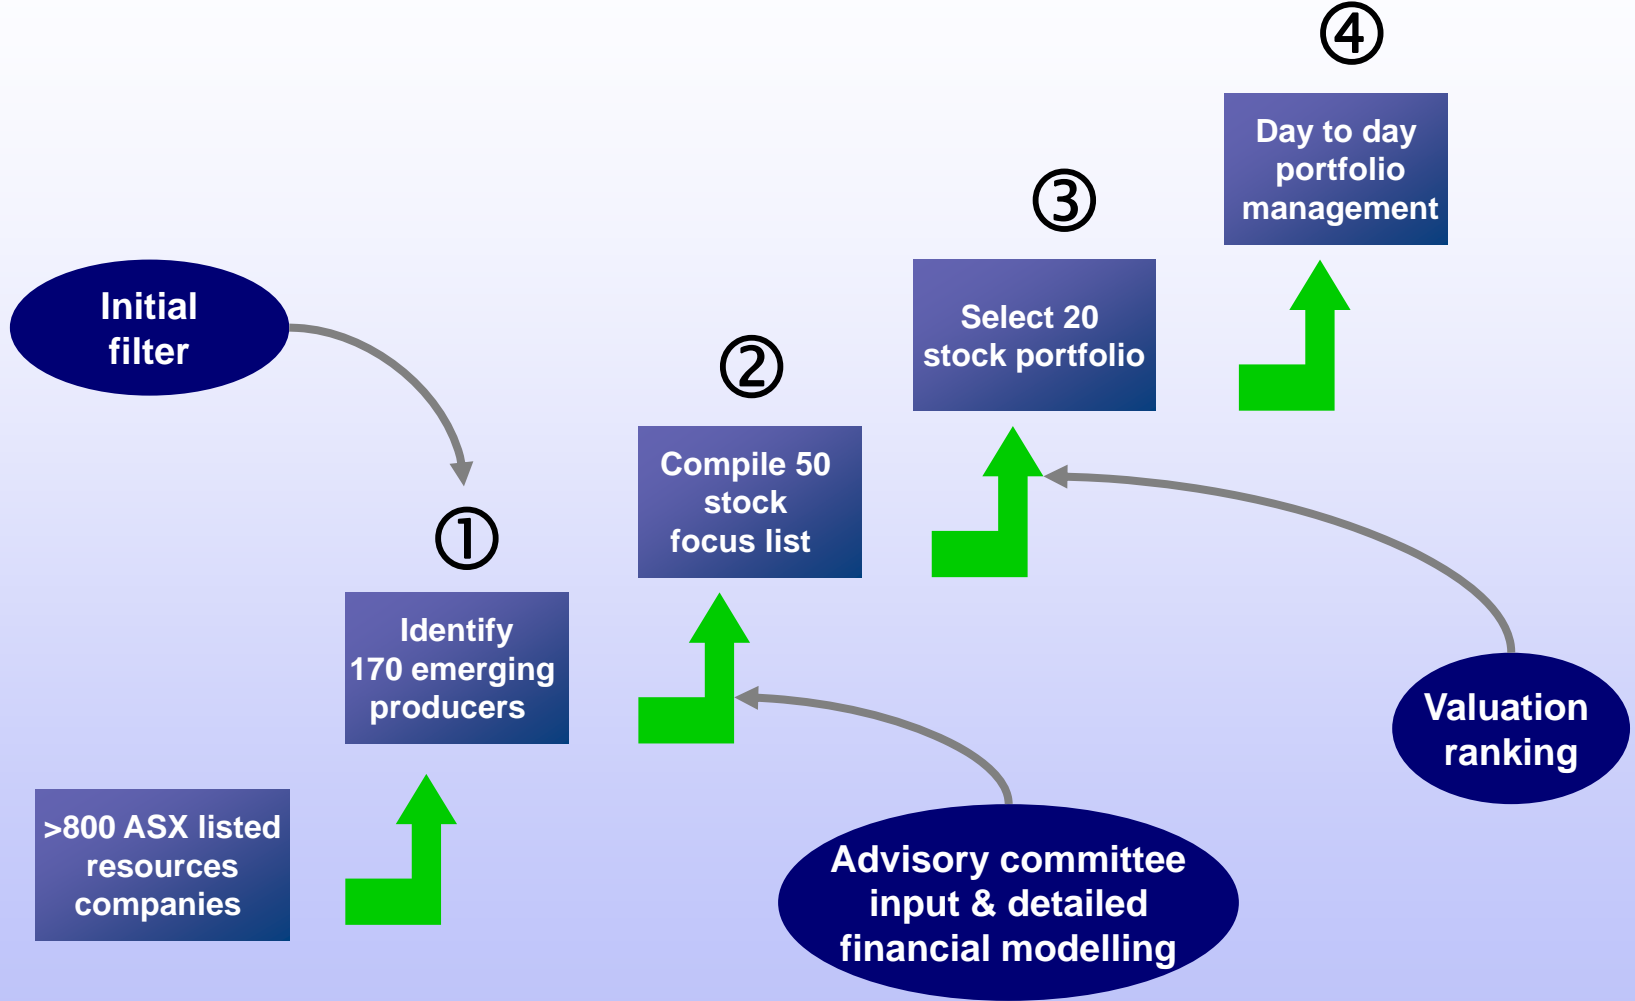 ④
Day to day
portfolio
management
③
Select 20
stock portfolio
Initial
filter
②
Compile 50
stock
focus list
①
Identify
170 emerging
producers
Valuation
ranking
>800 ASX listed
resources
companies
Advisory committee
input & detailed
financial modelling